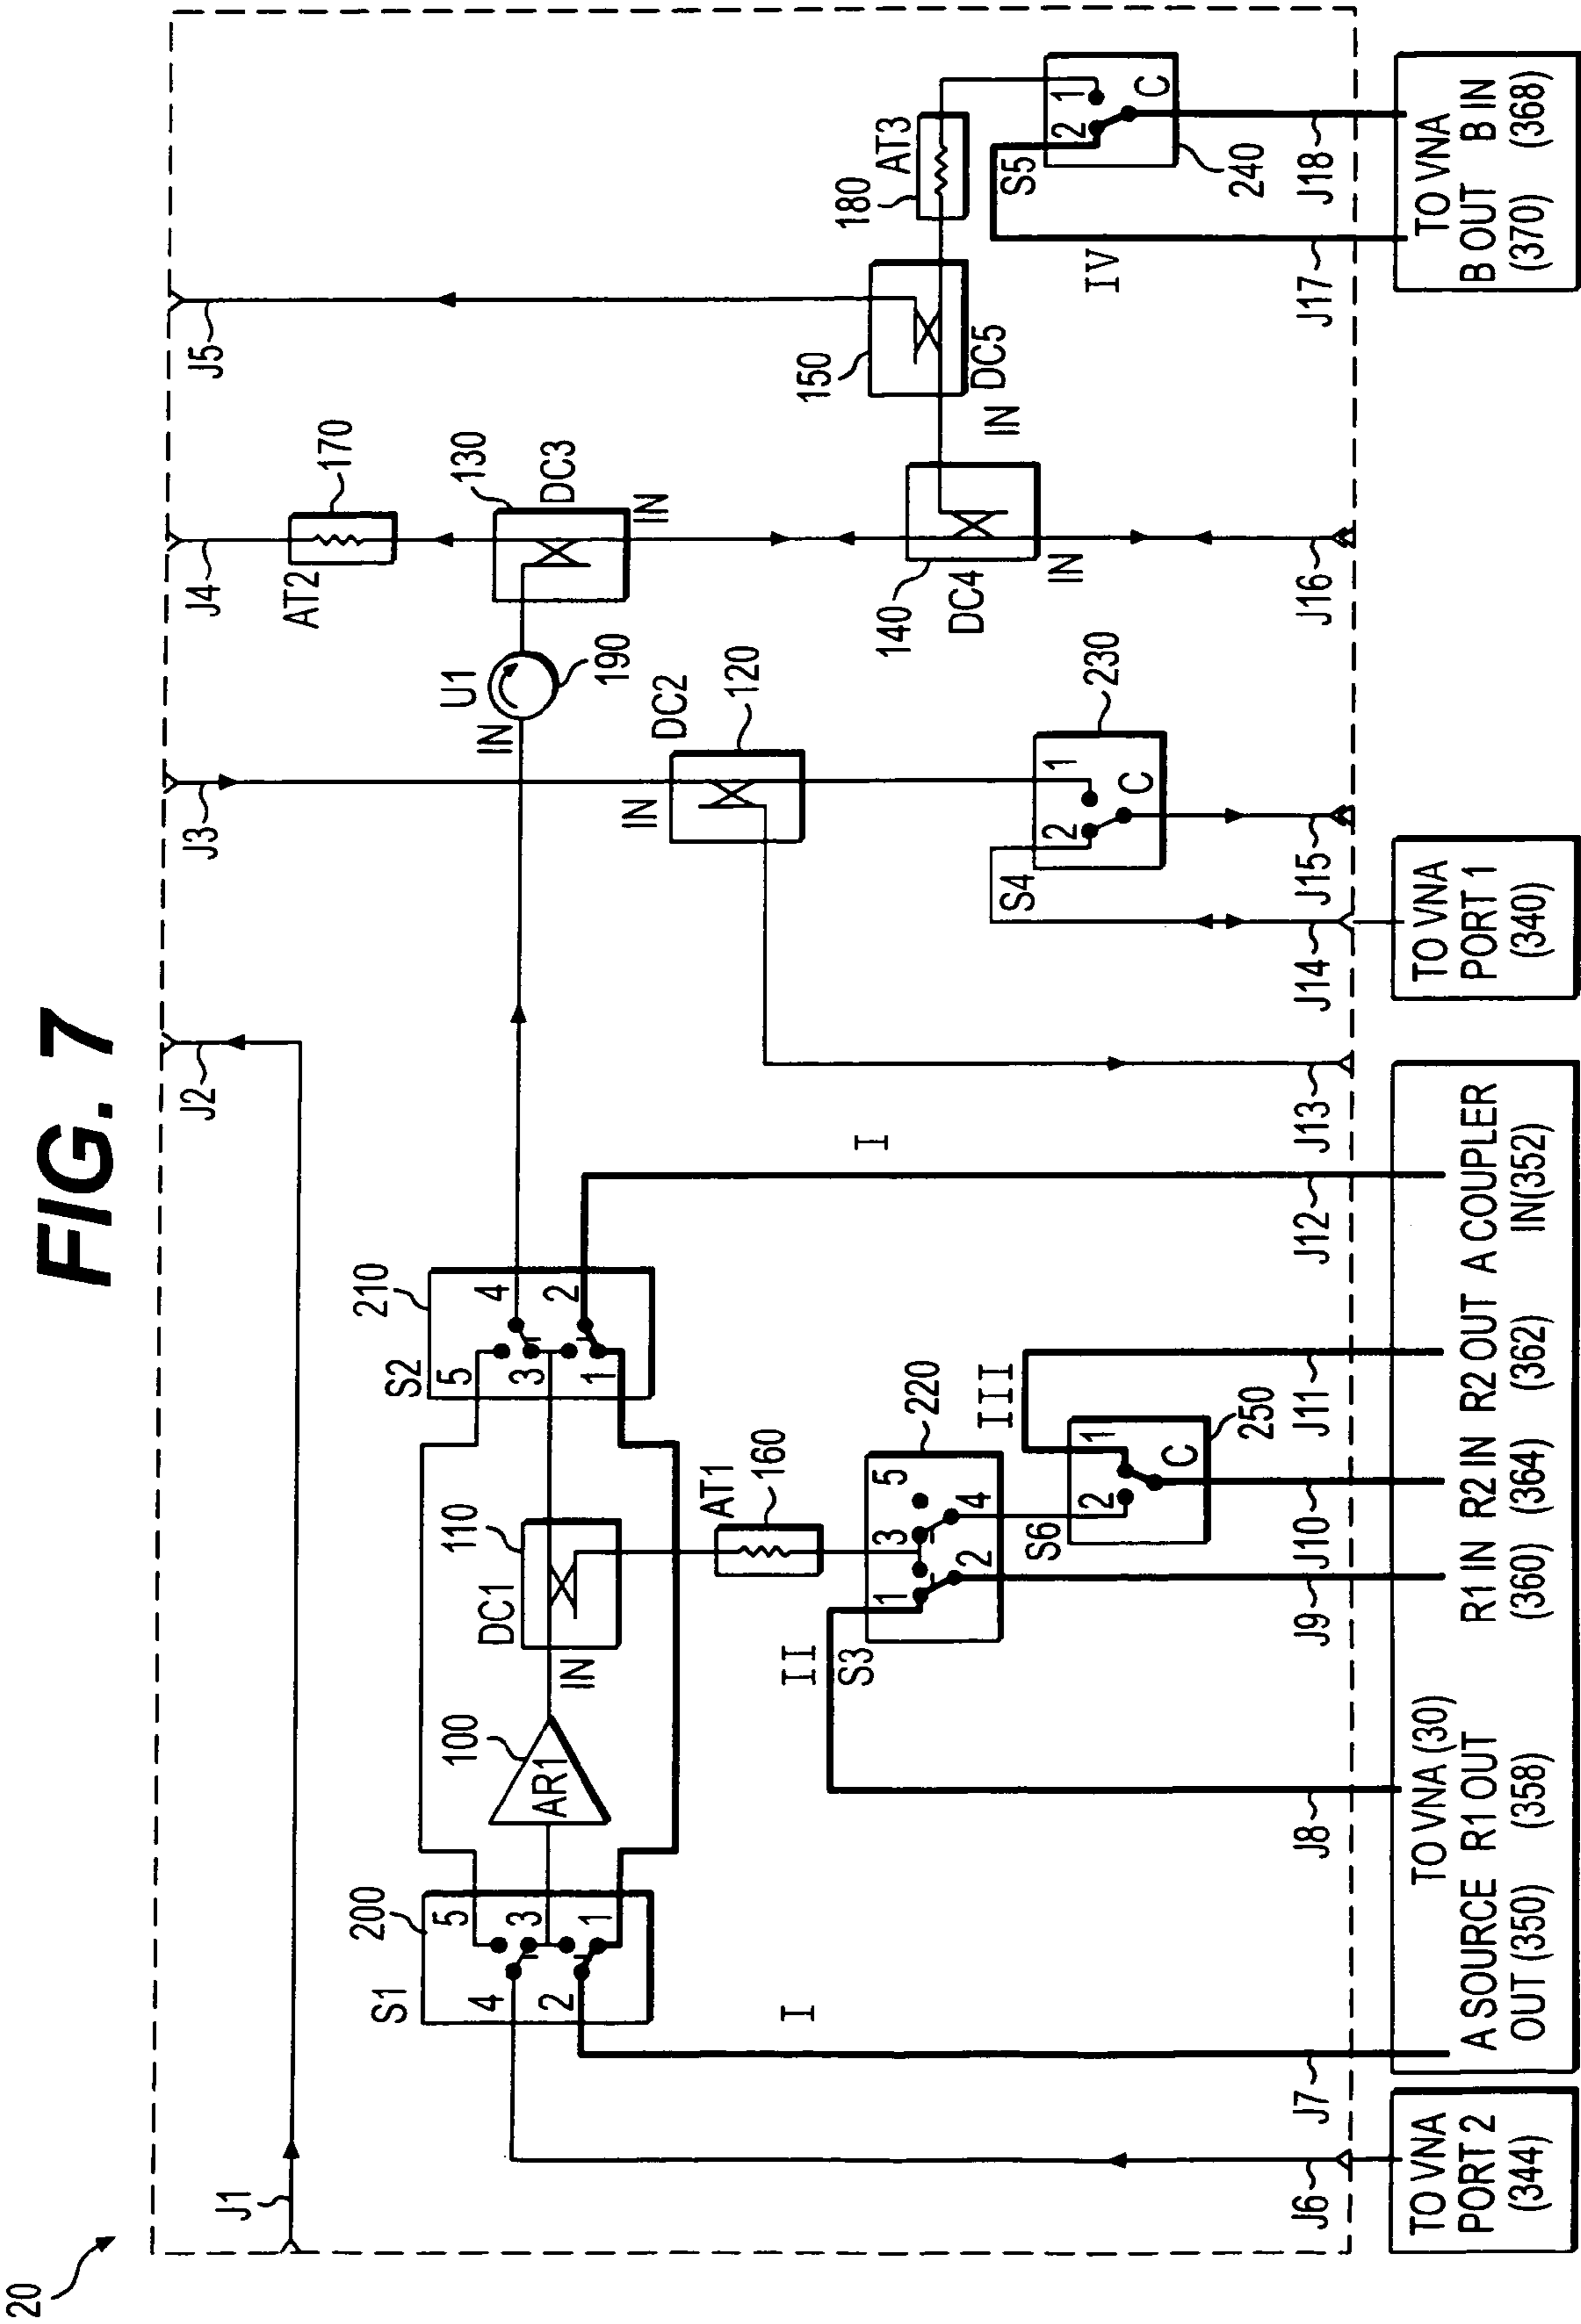 FIG. 7
20
J1
J2
J3
J4
J5
AT2
170
130
DC3
IN
U1
IN
190
DC2
120
IN
140
DC4
IN
150
DC5
IN
180
AT3
S5
1
2
C
240
IV
S4
1
2
C
230
S1
200
5
4
3
2
1
100
AR1
DC1
110
IN
S2
210
5
4
3
2
1
AT1
160
S3
220
5
3
4
1
2
S6
1
2
C
250
I
II
III
I
J6
J7
J8
J9
J10
J11
J12
J13
J14
J15
J16
J17
J18
TO VNA
PORT 2
(344)
TO VNA (30)
A SOURCE R1 OUT R1 IN R2 IN R2 OUT A COUPLER
OUT (350) (358) (360) (364) (362) IN(352)
TO VNA
PORT 1
(340)
TO VNA
B OUT B IN
(370) (368)